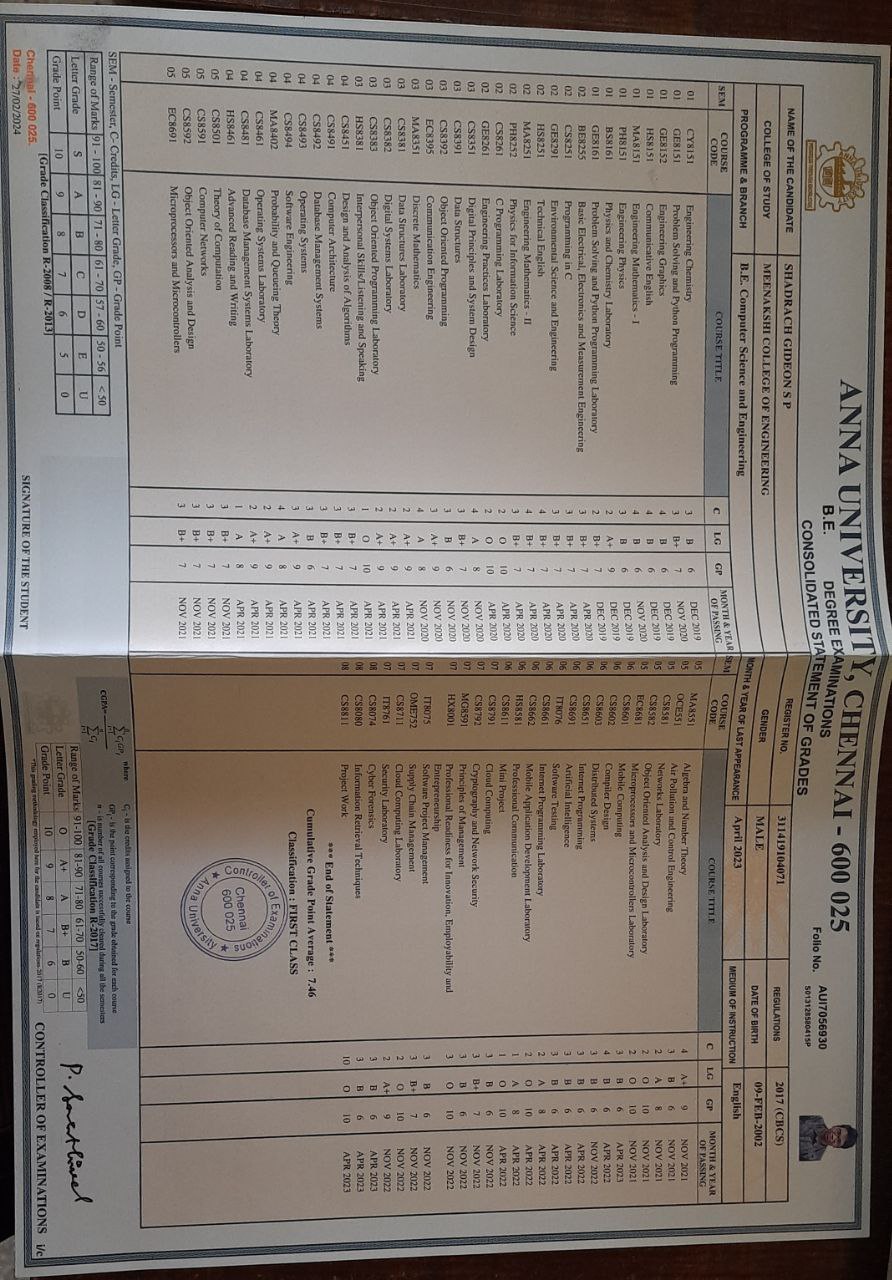 ANNA UNIVERSITY, CHENNAI - 600 025
B.E. DEGREE EXAMINATIONS
CONSOLIDATED STATEMENT OF GRADES
Folio No. AUI7056930
S013128580415P
NAME OF THE CANDIDATE SHADRACH GIDEON S P REGISTER NO. 311419104071 REGULATIONS 2017 (CBCS)
COLLEGE OF STUDY MEENAKSHI COLLEGE OF ENGINEERING GENDER MALE DATE OF BIRTH 09-FEB-2002
PROGRAMME & BRANCH B.E. Computer Science and Engineering MONTH & YEAR OF LAST APPEARANCE April 2023 MEDIUM OF INSTRUCTION English
SEM COURSE CODE COURSE TITLE C LG GP MONTH & YEAR OF PASSING
01 CY8151 Engineering Chemistry 3 B 6 DEC 2019
01 GE8151 Problem Solving and Python Programming 3 B+ 7 NOV 2020
01 GE8152 Engineering Graphics 4 B 6 DEC 2019
01 HS8151 Communicative English 4 B 6 DEC 2019
01 MA8151 Engineering Mathematics - I 4 B 6 NOV 2020
01 PH8151 Engineering Physics 3 B 6 DEC 2019
01 BS8161 Physics and Chemistry Laboratory 2 A+ 9 DEC 2019
01 GE8161 Problem Solving and Python Programming Laboratory 2 B+ 7 DEC 2019
02 BE8255 Basic Electrical, Electronics and Measurement Engineering 3 B+ 7 APR 2020
02 CS8251 Programming in C 3 B+ 7 APR 2020
02 GE8291 Environmental Science and Engineering 3 B+ 7 APR 2020
02 HS8251 Technical English 4 B+ 7 APR 2020
02 MA8251 Engineering Mathematics - II 4 B+ 7 APR 2020
02 PH8252 Physics for Information Science 3 B+ 7 APR 2020
02 CS8261 C Programming Laboratory 2 O 10 APR 2020
02 GE8261 Engineering Practices Laboratory 2 O 10 APR 2020
03 CS8351 Digital Principles and System Design 4 A 8 NOV 2020
03 CS8391 Data Structures 3 B+ 7 NOV 2020
03 CS8392 Object Oriented Programming 3 B 6 NOV 2020
03 EC8395 Communication Engineering 3 A+ 9 NOV 2020
03 MA8351 Discrete Mathematics 4 A 8 NOV 2020
03 CS8381 Data Structures Laboratory 2 A+ 9 APR 2021
03 CS8382 Digital Systems Laboratory 2 A+ 9 APR 2021
03 CS8383 Object Oriented Programming Laboratory 2 A+ 9 APR 2021
03 HS8381 Interpersonal Skills/Listening and Speaking 1 O 10 APR 2021
04 CS8451 Design and Analysis of Algorithms 3 B+ 7 APR 2021
04 CS8491 Computer Architecture 3 B+ 7 APR 2021
04 CS8492 Database Management Systems 3 B+ 7 APR 2021
04 CS8493 Operating Systems 3 B 6 APR 2021
04 CS8494 Software Engineering 3 A+ 9 APR 2021
04 MA8402 Probability and Queueing Theory 4 A 8 APR 2021
04 CS8461 Operating Systems Laboratory 2 A+ 9 APR 2021
04 CS8481 Database Management Systems Laboratory 2 A+ 9 APR 2021
04 HS8461 Advanced Reading and Writing 1 A 8 APR 2021
05 CS8501 Theory of Computation 3 B+ 7 NOV 2021
05 CS8591 Computer Networks 3 B+ 7 NOV 2021
05 CS8592 Object Oriented Analysis and Design 3 B+ 7 NOV 2021
05 EC8691 Microprocessors and Microcontrollers 3 B+ 7 NOV 2021
SEM COURSE CODE COURSE TITLE C LG GP MONTH & YEAR OF PASSING
05 MA8551 Algebra and Number Theory 4 A+ 9 NOV 2021
05 OCE551 Air Pollution and Control Engineering 3 B 6 NOV 2021
05 CS8581 Networks Laboratory 2 A 8 NOV 2021
05 CS8582 Object Oriented Analysis and Design Laboratory 2 O 10 NOV 2021
05 EC8681 Microprocessors and Microcontrollers Laboratory 2 O 10 NOV 2021
06 CS8601 Mobile Computing 3 B 6 APR 2023
06 CS8602 Compiler Design 4 B 6 APR 2022
06 CS8603 Distributed Systems 3 B 6 NOV 2022
06 CS8651 Internet Programming 3 B 6 APR 2022
06 CS8691 Artificial Intelligence 3 B 6 APR 2022
06 IT8076 Software Testing 3 B 6 APR 2022
06 CS8661 Internet Programming Laboratory 2 A 8 APR 2022
06 CS8662 Mobile Application Development Laboratory 2 O 10 APR 2022
06 HS8581 Professional Communication 1 A 8 APR 2022
06 CS8611 Mini Project 1 O 10 APR 2022
07 CS8791 Cloud Computing 3 B 6 NOV 2022
07 CS8792 Cryptography and Network Security 3 B+ 7 NOV 2022
07 MG8591 Principles of Management 3 B 6 NOV 2022
07 HX8001 Professional Readiness for Innovation, Employability and Entrepreneurship 3 O 10 NOV 2022
07 IT8075 Software Project Management 3 B 6 NOV 2022
07 OME752 Supply Chain Management 3 B+ 7 NOV 2022
07 CS8711 Cloud Computing Laboratory 2 O 10 NOV 2022
07 IT8761 Security Laboratory 2 A+ 9 NOV 2022
08 CS8074 Cyber Forensics 3 B 6 APR 2023
08 CS8080 Information Retrieval Techniques 3 B 6 APR 2023
08 CS8811 Project Work 10 O 10 APR 2023
*** End of Statement ***
Cumulative Grade Point Average : 7.46
Classification : FIRST CLASS
Controller of Examinations
Chennai 600 025
Anna University
SEM - Semester, C- Credits, LG - Letter Grade, GP - Grade Point
Range of Marks 91 - 100 81 - 90 71 - 80 61 - 70 57 - 60 50 - 56 <50
Letter Grade S A B C D E U
Grade Point 10 9 8 7 6 5 0
[Grade Classification R-2008 / R-2013]
Chennai - 600 025.
Date : 27/02/2024
SIGNATURE OF THE STUDENT
where
Cᵢ - is the credits assigned to the course
GPᵢ - is the point corresponding to the grade obtained for each course
n - is number of all courses successfully cleared during all the semesters
[Grade Classification R-2017]
Range of Marks 91-100 81-90 71-80 61-70 50-60 <50
Letter Grade O A+ A B+ B U
Grade Point 10 9 8 7 6 0
CONTROLLER OF EXAMINATIONS i/c